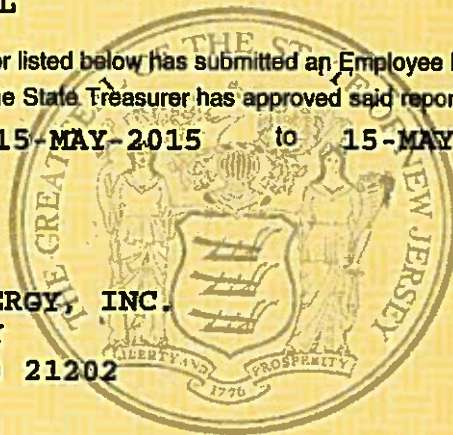 or listed below has submitted an Employee
State Treasurer has approved said repor
15-MAY-2015 to 15-MAY
INC.
21202
THE GREAT SEAL OF THE STATE OF NEW JERSEY
LIBERTY AND PROSPERITY
1776